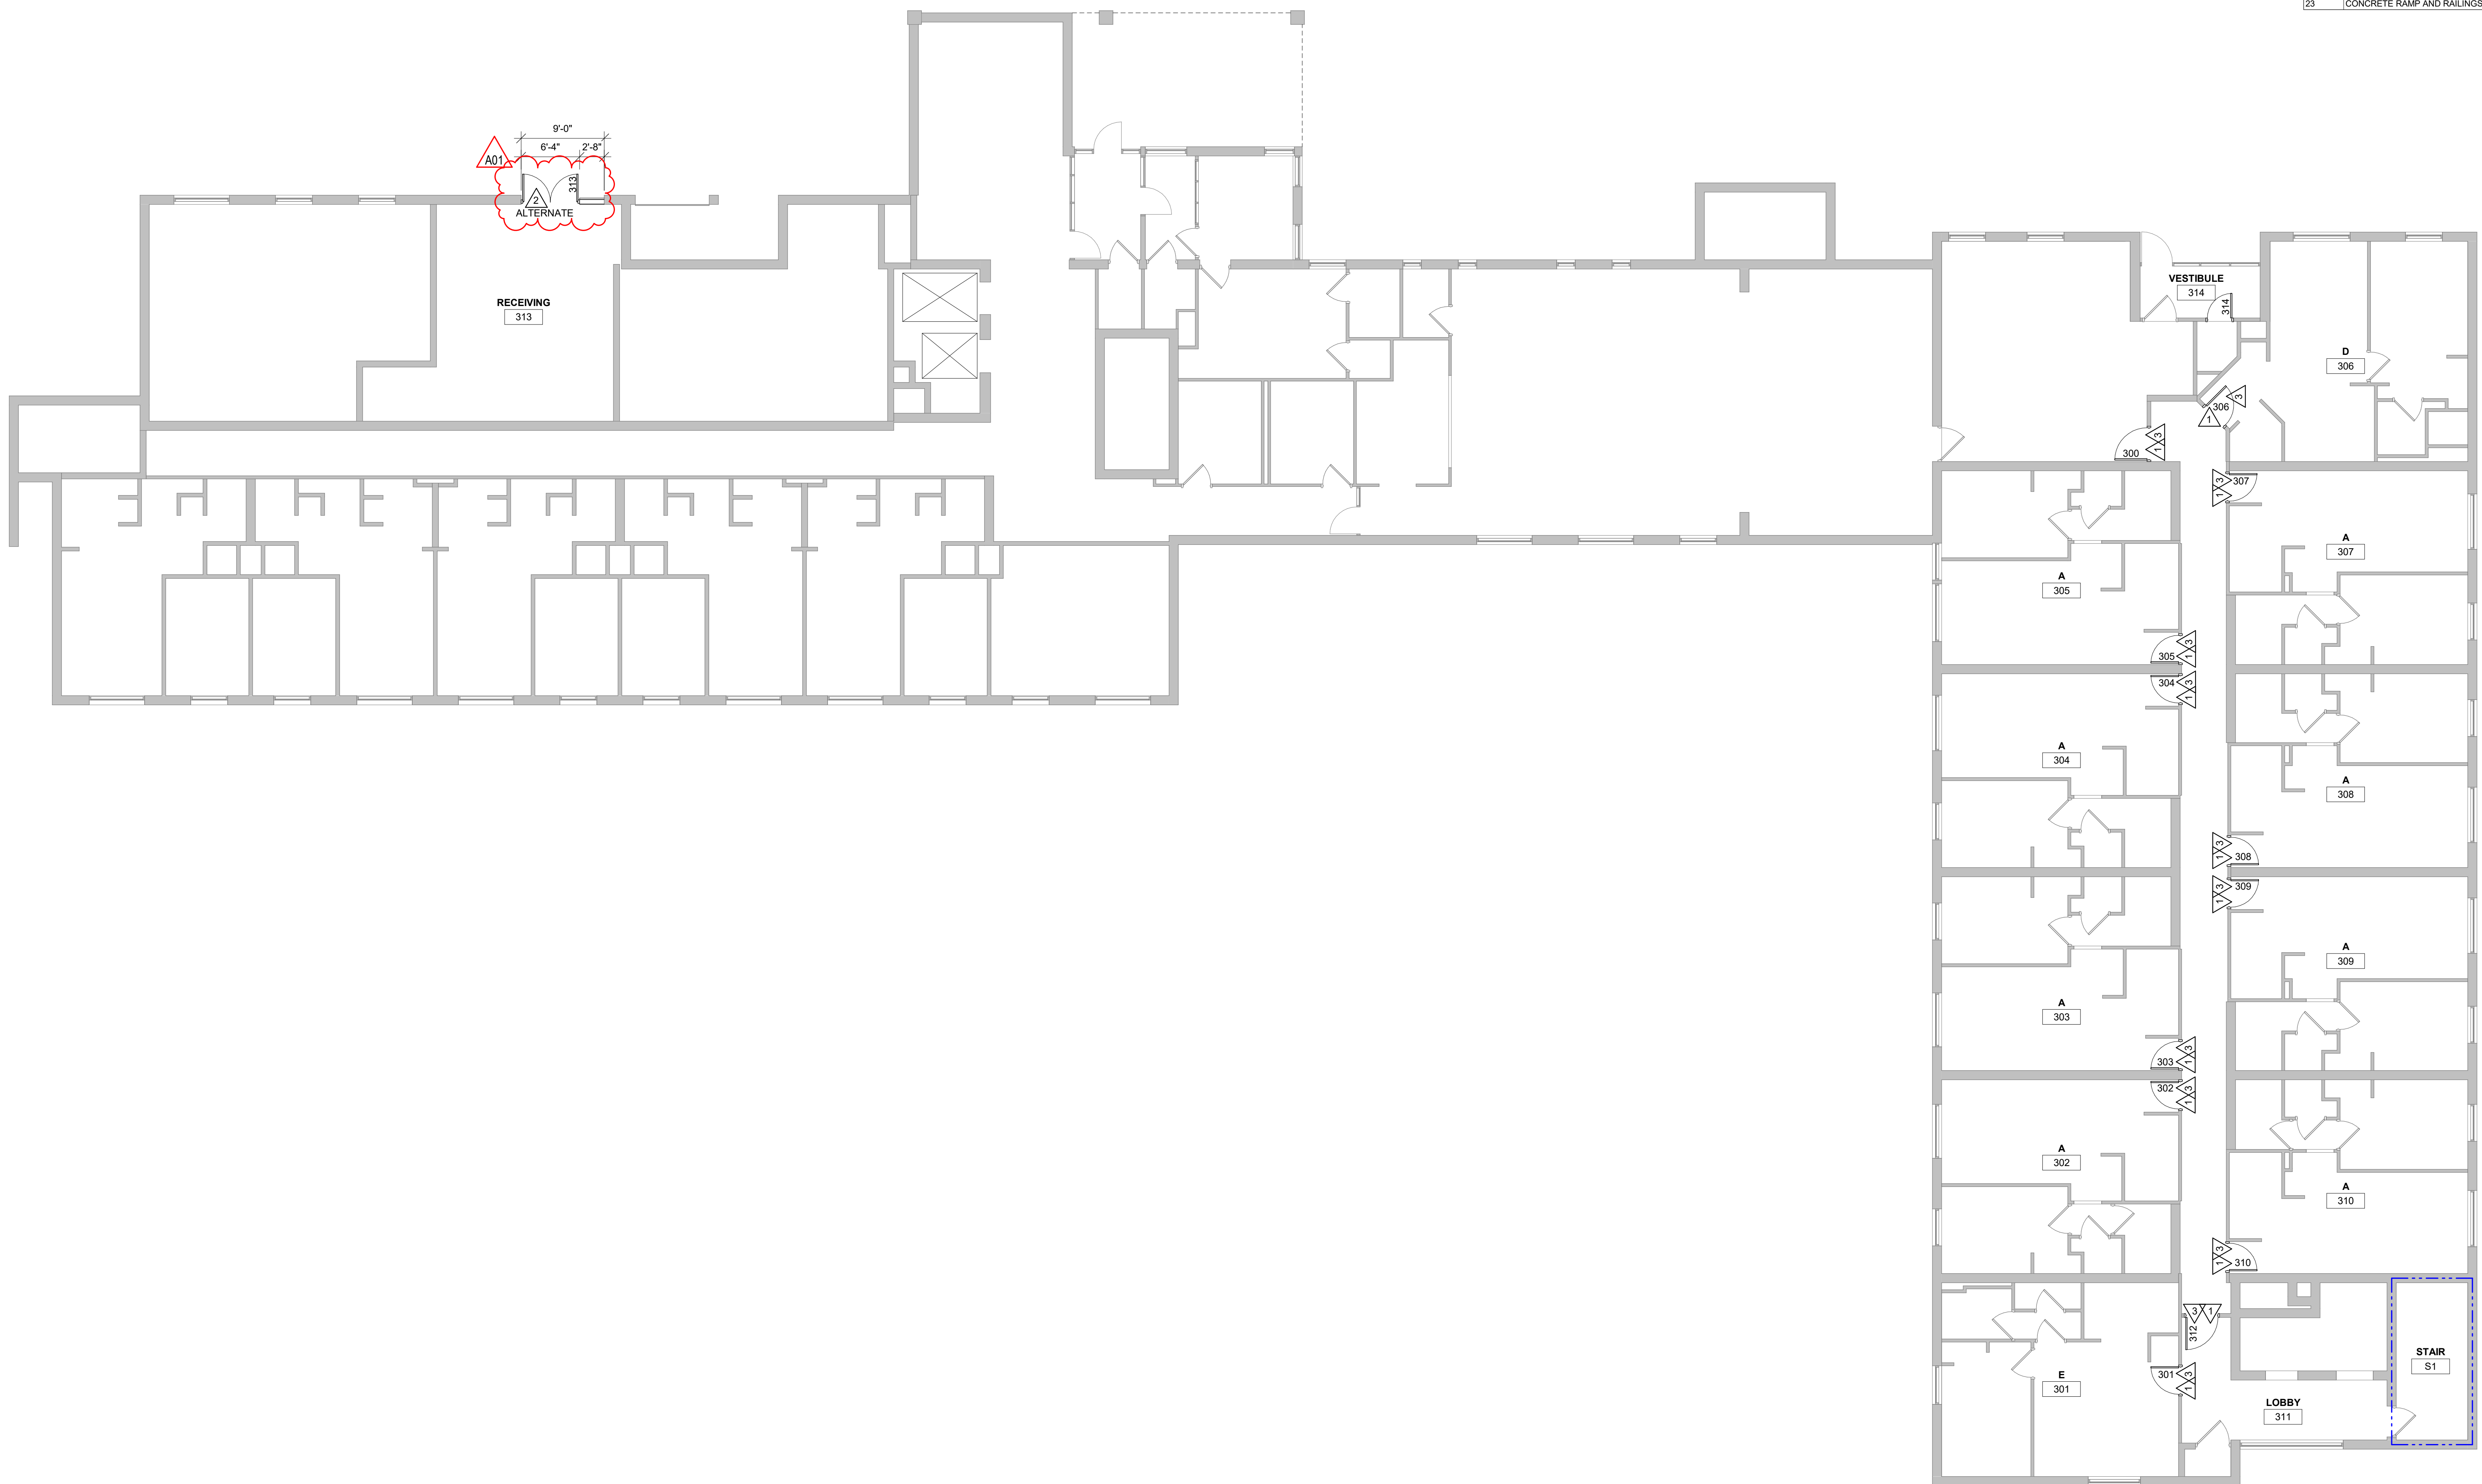 23 CONCRETE RAMP AND RAILINGS
9'-0"
6'-4" 2'-8"
A01
313
2
ALTERNATE
RECEIVING
313
VESTIBULE
314
314
D
306
3
306
1
3
1
300
3
1
307
A
307
A
305
3
1
305
3
1
304
A
304
A
308
3
1
308
3
1
309
A
309
A
303
3
1
303
3
1
302
A
302
A
310
3
1
310
3 1
312
STAIR
S1
3
1
301
E
301
LOBBY
311